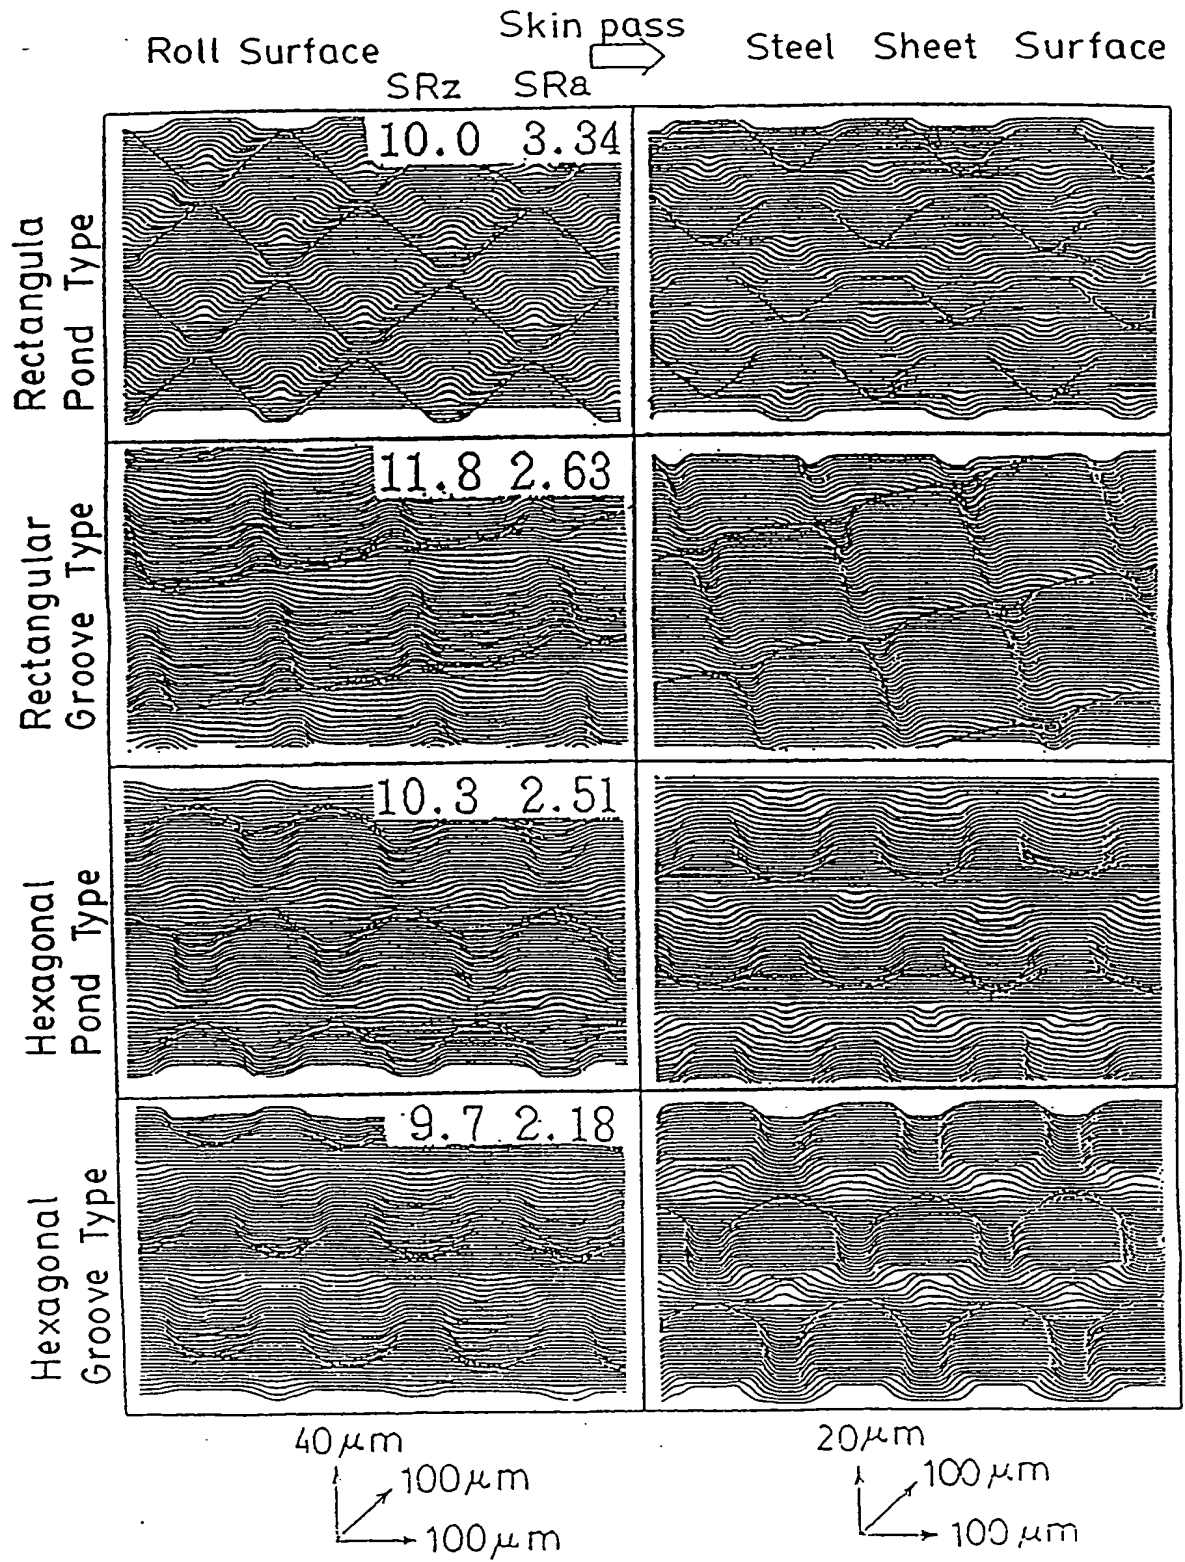 Roll Surface
Skin pass
Steel Sheet Surface
SRz SRa
Rectangula
Pond Type
10.0 3.34
Rectangular
Groove Type
11.8 2.63
Hexagonal
Pond Type
10.3 2.51
Hexagonal
Groove Type
9.7 2.18
40μm
100μm
100μm
20μm
100μm
100μm